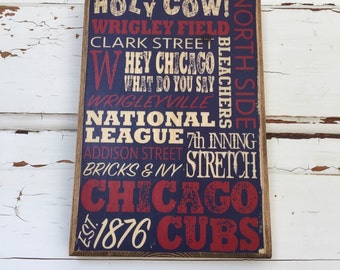 HOLY COW!
WRIGLEY FIELD
CLARK STREET
NORTH SIDE
BLEACHERS
W HEY CHICAGO
WHAT DO YOU SAY
WRIGLEYVILLE
NATIONAL
LEAGUE
7th INNING
STRETCH
ADDISON STREET
BRICKS & IVY
CHICAGO
EST. 1876 CUBS